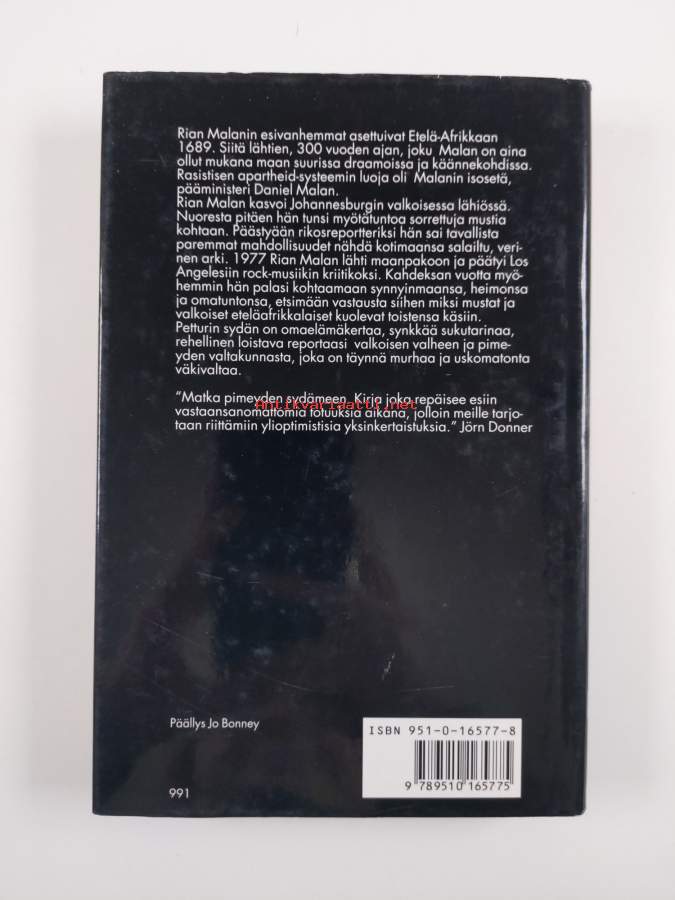 Rian Malanin esivanhemmat asettuivat Etelä-Afrikkaan
1689. Siitä lähtien, 300 vuoden ajan, joku Malan on aina
ollut mukana maan suurissa draamoissa ja käännekohdissa.
Rasistisen apartheid-systeemin luoja oli Malanin isosetä,
pääministeri Daniel Malan.
Rian Malan kasvoi Johannesburgin valkoisessa lähiössä.
Nuoresta pitäen hän tunsi myötätuntoa sorrettuja mustia
kohtaan. Päästyään rikosreportteriksi hän sai tavallista
paremmat mahdollisuudet nähdä kotimaansa salailtu, veri-
nen arki. 1977 Rian Malan lähti maanpakoon ja päätyi Los
Angelesiin rock-musiikin kriitikoksi. Kahdeksan vuotta myö-
hemmin hän palasi kohtaamaan synnyinmaansa, heimonsa
ja omatuntonsa, etsimään vastausta siihen miksi mustat ja
valkoiset eteläafrikkalaiset kuolevat toistensa käsiin.
Petturin sydän on omaelämäkertaa, synkkää sukutarinaa,
rehellinen loistava reportaasi valkoisen valheen ja pime-
yden valtakunnasta, joka on täynnä murhaa ja uskomatonta
väkivaltaa.
"Matka pimeyden sydämeen. Kirja joka repäisee esiin
Antikvariaatti.net
vastaansanomattomia totuuksia aikana, jolloin meille tarjo-
taan riittämiin ylioptimistisia yksinkertaistuksia." Jörn Donner
Päällys Jo Bonney
ISBN 951-0-16577-8
9 789510 165775
991